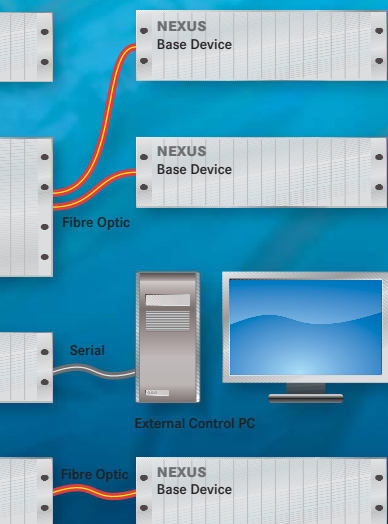 NEXUS
Base Device
NEXUS
Base Device
Fibre Optic
Serial
External Control PC
Fibre Optic
NEXUS
Base Device